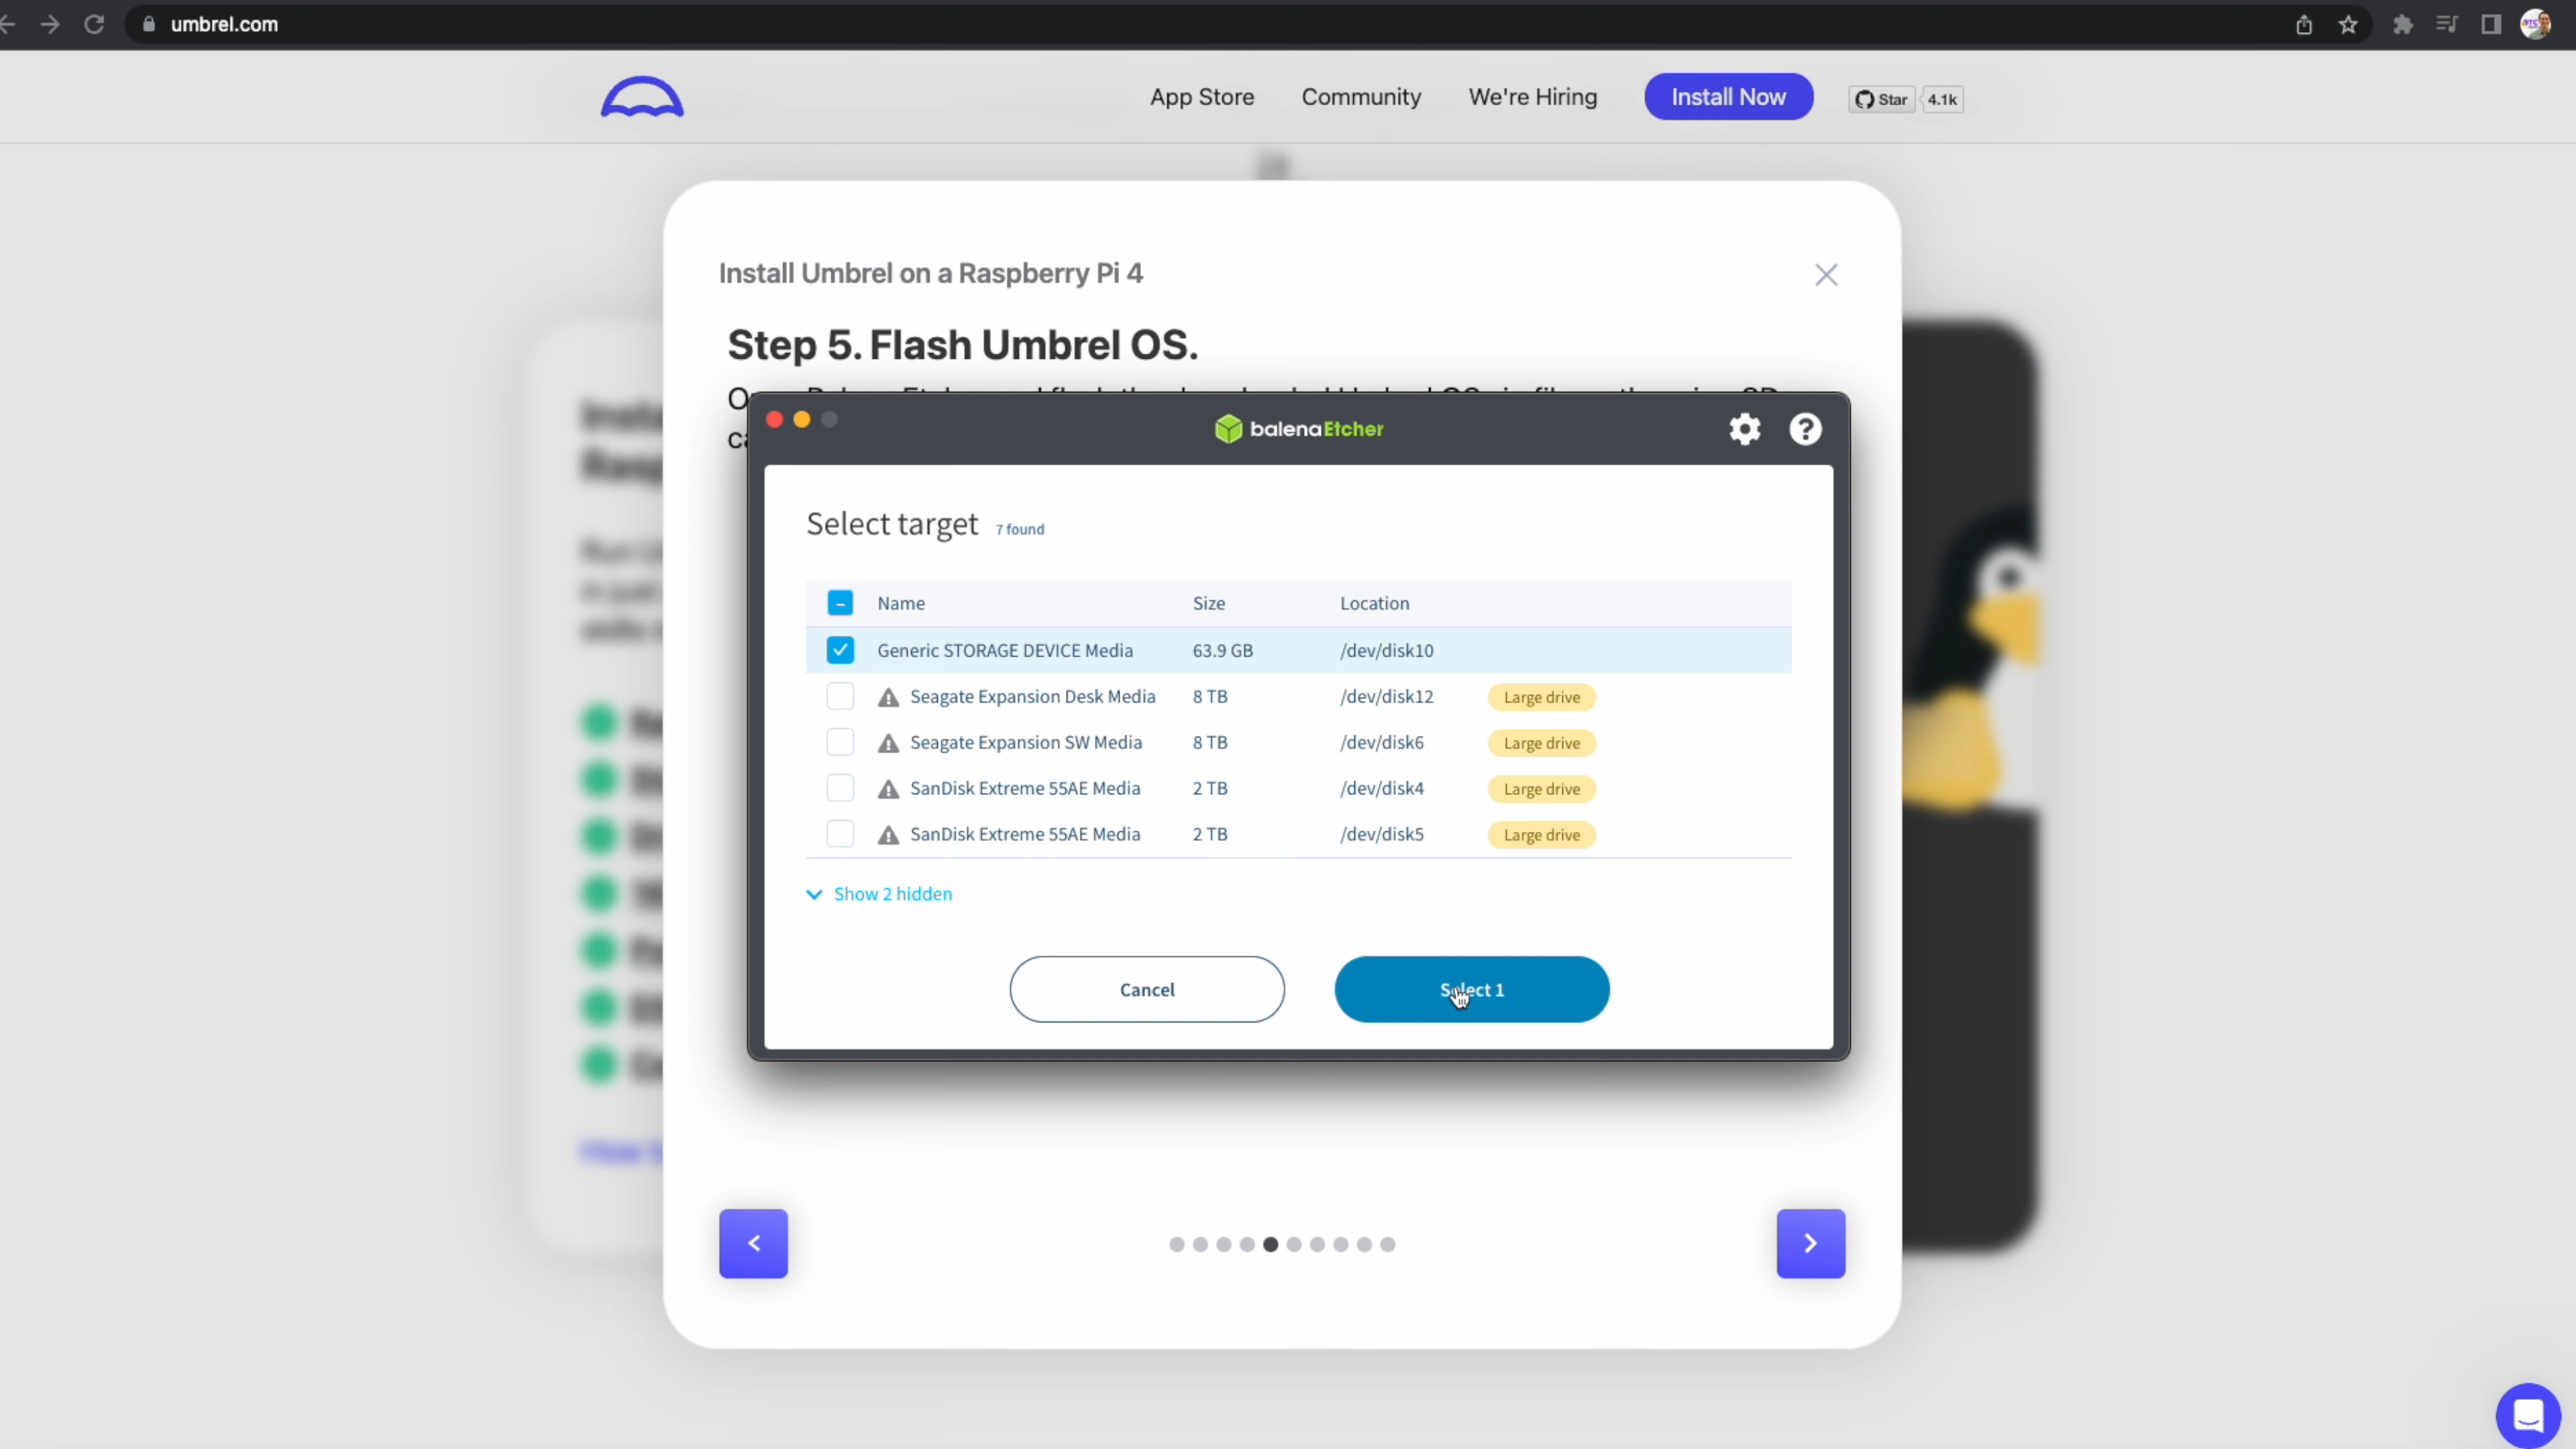 umbrel.com
App Store Community We're Hiring Install Now Star 4.1k
Install Umbrel on a Raspberry Pi 4
Step 5. Flash Umbrel OS.
balenaEtcher
Select target 7 found
Name Size Location
Generic STORAGE DEVICE Media 63.9 GB /dev/disk10
Seagate Expansion Desk Media 8 TB /dev/disk12 Large drive
Seagate Expansion SW Media 8 TB /dev/disk6 Large drive
SanDisk Extreme 55AE Media 2 TB /dev/disk4 Large drive
SanDisk Extreme 55AE Media 2 TB /dev/disk5 Large drive
Show 2 hidden
Cancel Select 1